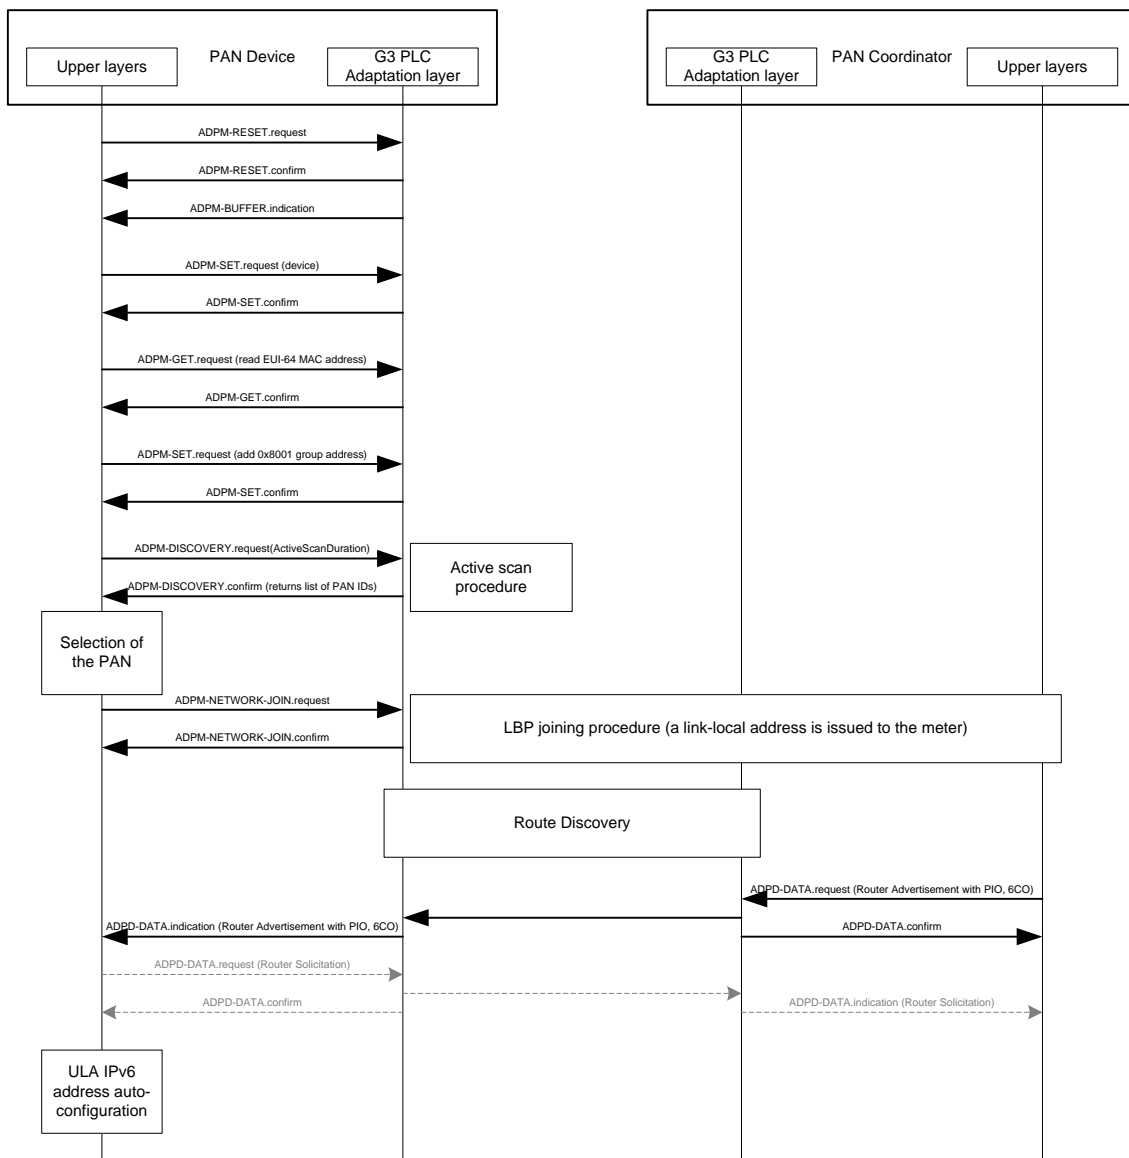 PAN Device
PAN Coordinator
Upper layers
G3 PLC
Adaptation layer
G3 PLC
Adaptation layer
Upper layers
ADPM-RESET.request
ADPM-RESET.confirm
ADPM-BUFFER.indication
ADPM-SET.request (device)
ADPM-SET.confirm
ADPM-GET.request (read EUI-64 MAC address)
ADPM-GET.confirm
ADPM-SET.request (add 0x8001 group address)
ADPM-SET.confirm
ADPM-DISCOVERY.request(ActiveScanDuration)
Active scan
procedure
ADPM-DISCOVERY.confirm (returns list of PAN IDs)
Selection of
the PAN
ADPM-NETWORK-JOIN.request
LBP joining procedure (a link-local address is issued to the meter)
ADPM-NETWORK-JOIN.confirm
Route Discovery
ADPD-DATA.request (Router Advertisement with PIO, 6CO)
ADPD-DATA.indication (Router Advertisement with PIO, 6CO)
ADPD-DATA.confirm
ADPD-DATA.request (Router Solicitation)
ADPD-DATA.confirm
ADPD-DATA.indication (Router Solicitation)
ULA IPv6
address auto-
configuration